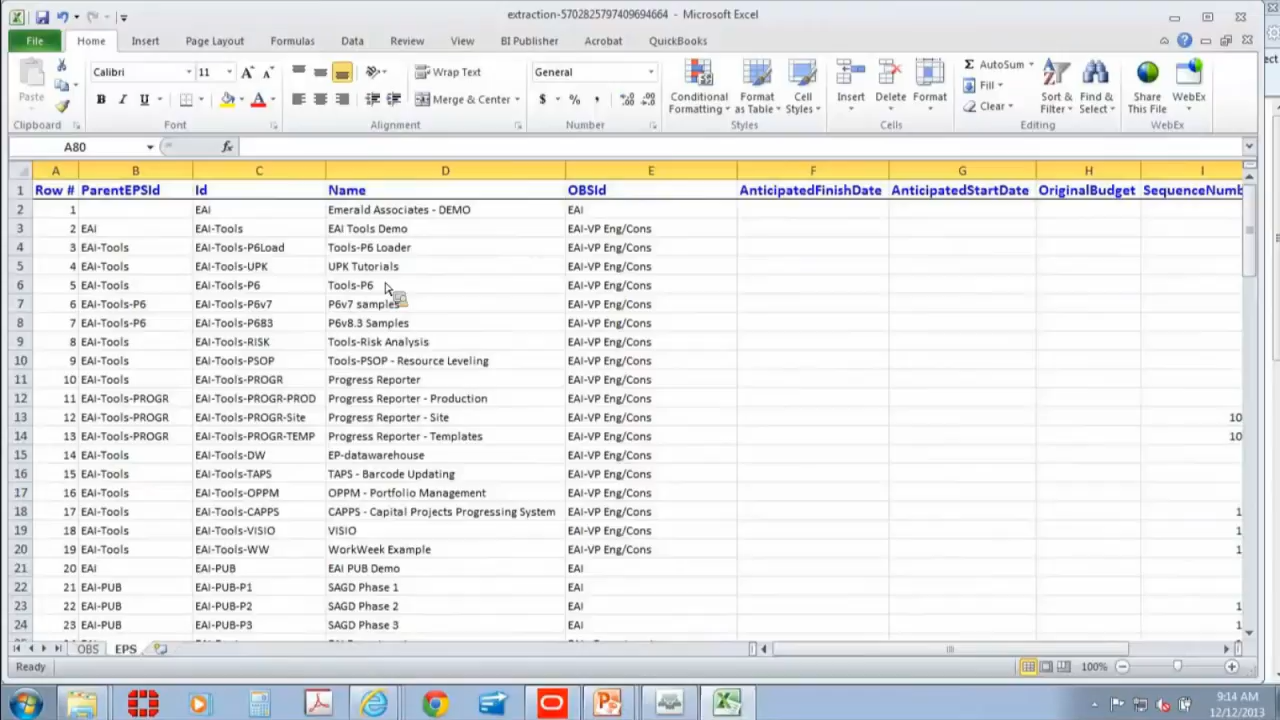 extraction-5702825797409694664 - Microsoft Excel
File Home Insert Page Layout Formulas Data Review View BI Publisher Acrobat QuickBooks
Paste Calibri 11 Wrap Text General Conditional Formatting Format as Table Cell Styles Insert Delete Format AutoSum Fill Clear Sort & Filter Find & Select Share This File WebEx
B I U Merge & Center $ % ,
Clipboard Font Alignment Number Styles Cells Editing WebEx
A80 fx
A B C D E F G H I
1 Row # ParentEPSId Id Name OBSId AnticipatedFinishDate AnticipatedStartDate OriginalBudget SequenceNumb
2 1 EAI Emerald Associates - DEMO EAI
3 2 EAI EAI-Tools EAI Tools Demo EAI-VP Eng/Cons
4 3 EAI-Tools EAI-Tools-P6Load Tools-P6 Loader EAI-VP Eng/Cons
5 4 EAI-Tools EAI-Tools-UPK UPK Tutorials EAI-VP Eng/Cons
6 5 EAI-Tools EAI-Tools-P6 Tools-P6 EAI-VP Eng/Cons
7 6 EAI-Tools-P6 EAI-Tools-P6v7 P6v7 samples EAI-VP Eng/Cons
8 7 EAI-Tools-P6 EAI-Tools-P683 P6v8.3 Samples EAI-VP Eng/Cons
9 8 EAI-Tools EAI-Tools-RISK Tools-Risk Analysis EAI-VP Eng/Cons
10 9 EAI-Tools EAI-Tools-PSOP Tools-PSOP - Resource Leveling EAI-VP Eng/Cons
11 10 EAI-Tools EAI-Tools-PROGR Progress Reporter EAI-VP Eng/Cons
12 11 EAI-Tools-PROGR EAI-Tools-PROGR-PROD Progress Reporter - Production EAI-VP Eng/Cons
13 12 EAI-Tools-PROGR EAI-Tools-PROGR-Site Progress Reporter - Site EAI-VP Eng/Cons 10
14 13 EAI-Tools-PROGR EAI-Tools-PROGR-TEMP Progress Reporter - Templates EAI-VP Eng/Cons 10
15 14 EAI-Tools EAI-Tools-DW EP-datawarehouse EAI-VP Eng/Cons
16 15 EAI-Tools EAI-Tools-TAPS TAPS - Barcode Updating EAI-VP Eng/Cons
17 16 EAI-Tools EAI-Tools-OPPM OPPM - Portfolio Management EAI-VP Eng/Cons
18 17 EAI-Tools EAI-Tools-CAPPS CAPPS - Capital Projects Progressing System EAI-VP Eng/Cons 1
19 18 EAI-Tools EAI-Tools-VISIO VISIO EAI-VP Eng/Cons 1
20 19 EAI-Tools EAI-Tools-WW WorkWeek Example EAI-VP Eng/Cons 1
21 20 EAI EAI-PUB EAI PUB Demo EAI
22 21 EAI-PUB EAI-PUB-P1 SAGD Phase 1 EAI
23 22 EAI-PUB EAI-PUB-P2 SAGD Phase 2 EAI 1
24 23 EAI-PUB EAI-PUB-P3 SAGD Phase 3 EAI 1
OBS EPS
Ready 100%
9:14 AM
12/12/2013